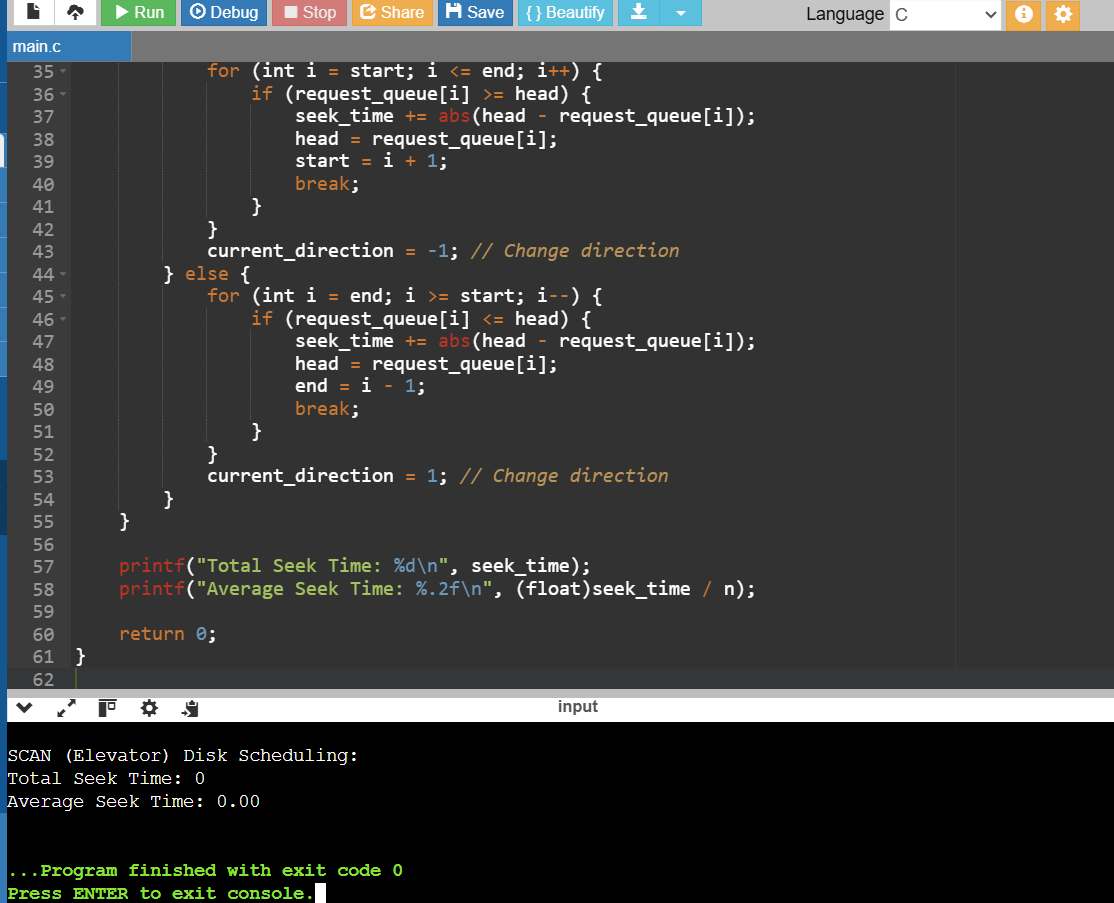 Run Debug Stop Share Save { } Beautify Language C
main.c
35 for (int i = start; i <= end; i++) {
36 if (request_queue[i] >= head) {
37 seek_time += abs(head - request_queue[i]);
38 head = request_queue[i];
39 start = i + 1;
40 break;
41 }
42 }
43 current_direction = -1; // Change direction
44 } else {
45 for (int i = end; i >= start; i--) {
46 if (request_queue[i] <= head) {
47 seek_time += abs(head - request_queue[i]);
48 head = request_queue[i];
49 end = i - 1;
50 break;
51 }
52 }
53 current_direction = 1; // Change direction
54 }
55 }
56
57 printf("Total Seek Time: %d\n", seek_time);
58 printf("Average Seek Time: %.2f\n", (float)seek_time / n);
59
60 return 0;
61 }
62
input
SCAN (Elevator) Disk Scheduling:
Total Seek Time: 0
Average Seek Time: 0.00
...Program finished with exit code 0
Press ENTER to exit console.